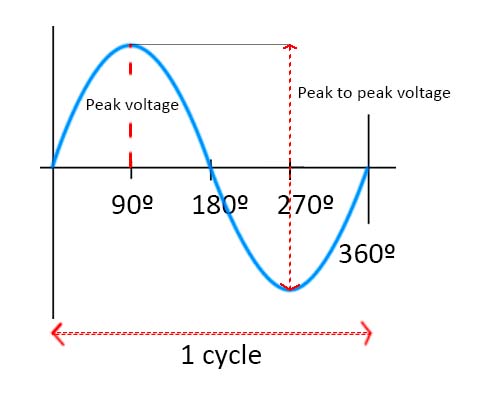 Peak to peak voltage
Peak voltage
90º
180º
270º
360º
1 cycle